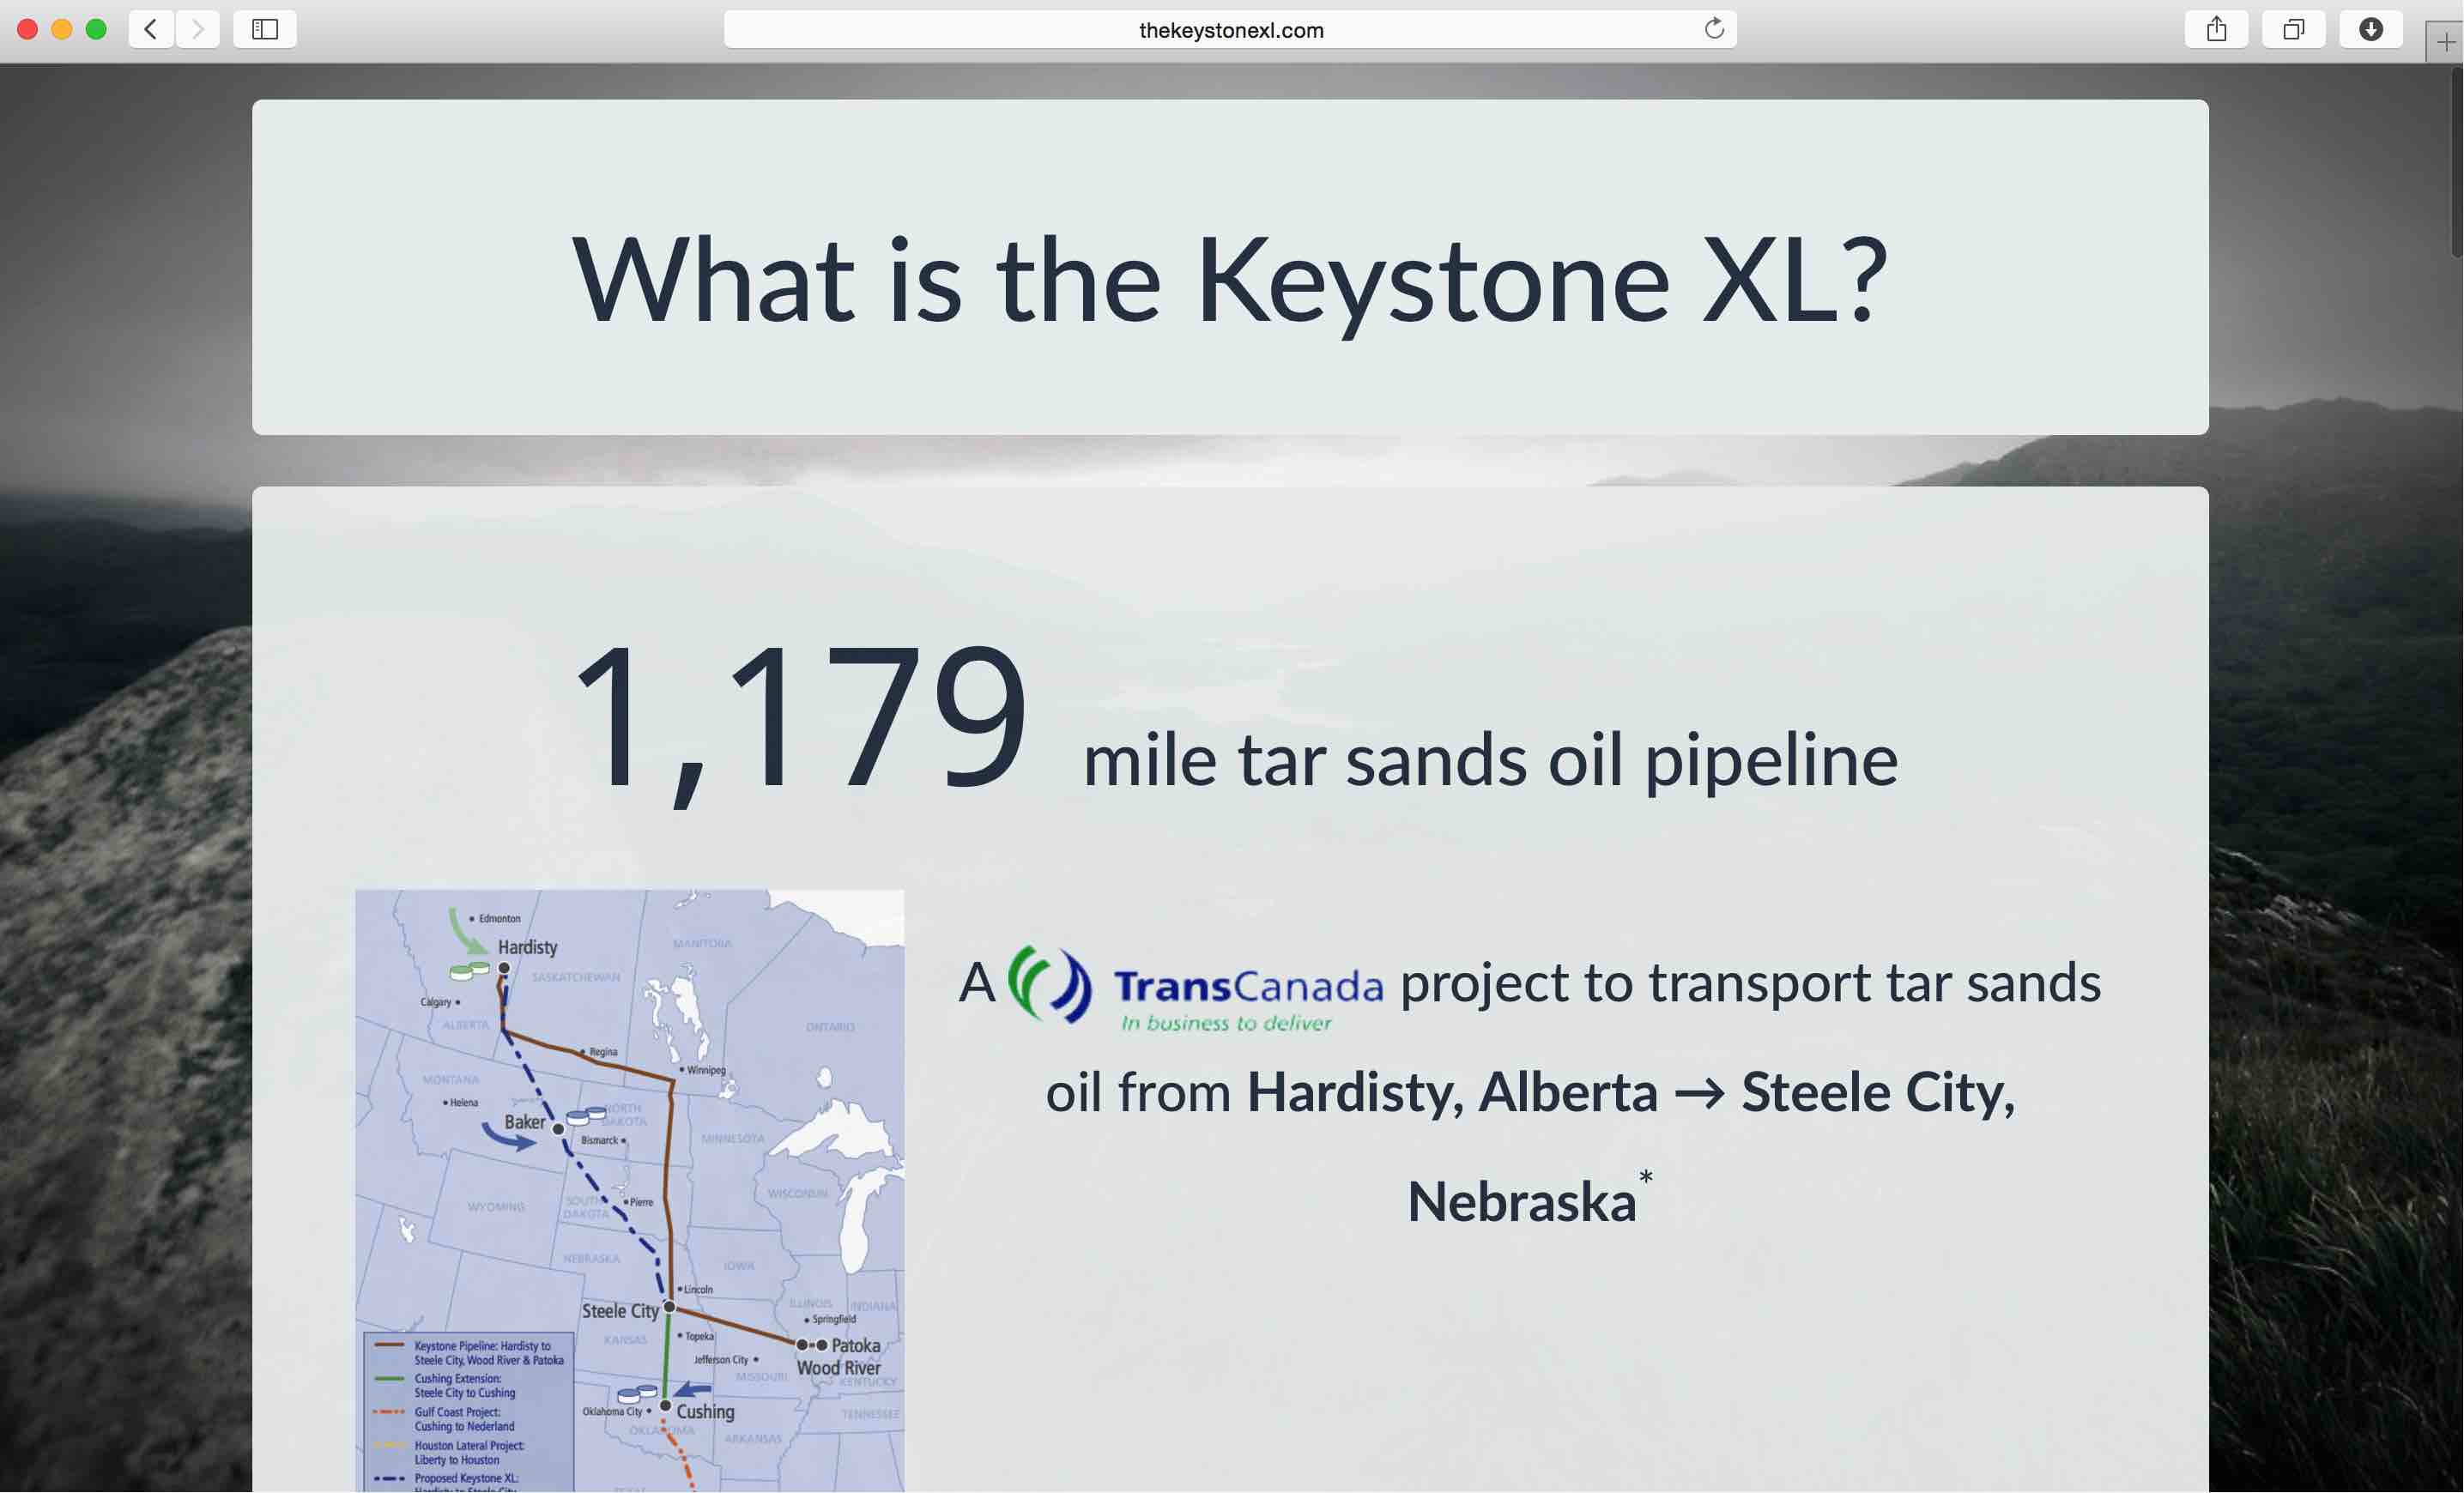 thekeystonexl.com
What is the Keystone XL?
1,179 mile tar sands oil pipeline
A TransCanada project to transport tar sands
In business to deliver
oil from Hardisty, Alberta → Steele City,
Nebraska*
Edmonton
Hardisty
MANITOBA
SASKATCHEWAN
Calgary
ALBERTA
ONTARIO
Regina
Winnipeg
MONTANA
Helena
NORTH
DAKOTA
Baker
Bismarck
MINNESOTA
WISCONSIN
SOUTH
DAKOTA
Pierre
WYOMING
NEBRASKA
IOWA
Lincoln
ILLINOIS
INDIANA
Steele City
Springfield
KANSAS
Topeka
Patoka
Jefferson City
Wood River
MISSOURI
KENTUCKY
Oklahoma City
Cushing
TENNESSEE
OKLAHOMA
ARKANSAS
Keystone Pipeline: Hardisty to
Steele City, Wood River & Patoka
Cushing Extension:
Steele City to Cushing
Gulf Coast Project:
Cushing to Nederland
Houston Lateral Project:
Liberty to Houston
Proposed Keystone XL:
Hardisty to Steele City